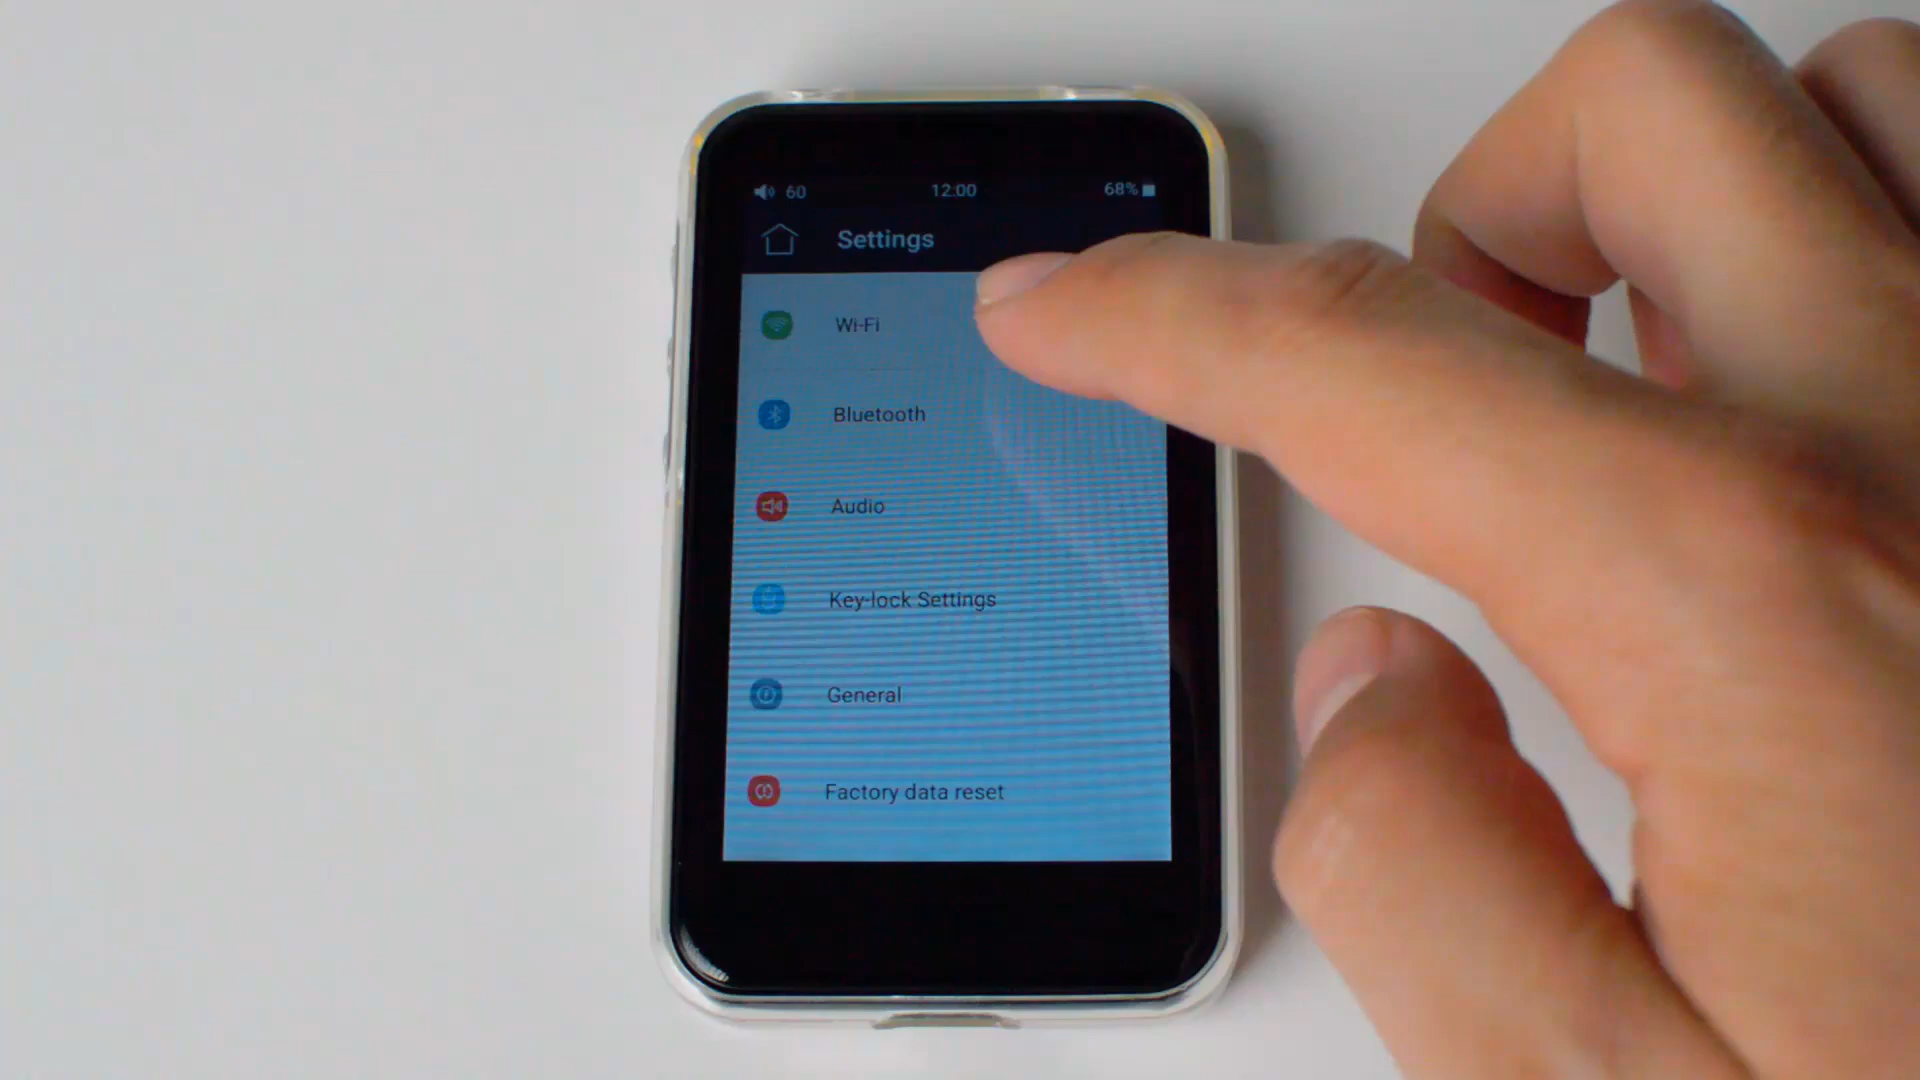 60 12:00 68%
Settings
Wi-Fi
Bluetooth
Audio
Key-lock Settings
General
Factory data reset